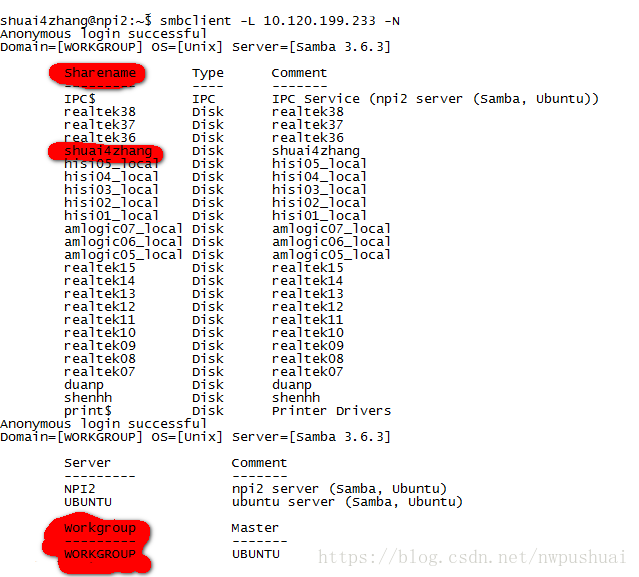 shuai4zhang@npi2:~$ smbclient -L 10.120.199.233 -N
Anonymous login successful
Domain=[WORKGROUP] OS=[Unix] Server=[Samba 3.6.3]
Sharename Type Comment
--------- ---- -------
IPC$ IPC IPC Service (npi2 server (Samba, Ubuntu))
realtek38 Disk realtek38
realtek37 Disk realtek37
realtek36 Disk realtek36
shuai4zhang Disk shuai4zhang
hisi05_local Disk hisi05_local
hisi04_local Disk hisi04_local
hisi03_local Disk hisi03_local
hisi02_local Disk hisi02_local
hisi01_local Disk hisi01_local
amlogic07_local Disk amlogic07_local
amlogic06_local Disk amlogic06_local
amlogic05_local Disk amlogic05_local
realtek15 Disk realtek15
realtek14 Disk realtek14
realtek13 Disk realtek13
realtek12 Disk realtek12
realtek11 Disk realtek11
realtek10 Disk realtek10
realtek09 Disk realtek09
realtek08 Disk realtek08
realtek07 Disk realtek07
duanp Disk duanp
shenhh Disk shenhh
print$ Disk Printer Drivers
Anonymous login successful
Domain=[WORKGROUP] OS=[Unix] Server=[Samba 3.6.3]
Server Comment
--------- -------
NPI2 npi2 server (Samba, Ubuntu)
UBUNTU ubuntu server (Samba, Ubuntu)
Workgroup Master
--------- -------
WORKGROUP UBUNTU
https://blog.csdn.net/nwpushuai